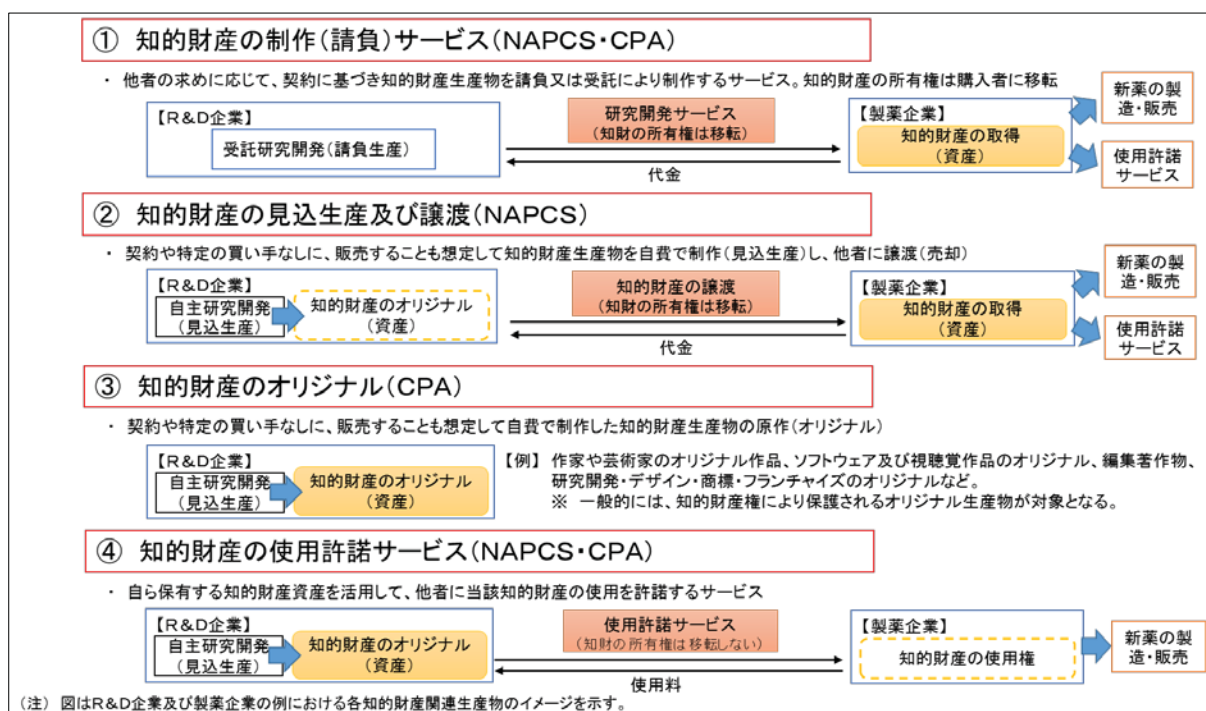 ① 知的財産の制作(請負)サービス(NAPCS・CPA)
・ 他者の求めに応じて、契約に基づき知的財産生産物を請負又は受託により制作するサービス。知的財産の所有権は購入者に移転
【R&D企業】
受託研究開発(請負生産)
研究開発サービス
(知財の所有権は移転)
代金
【製薬企業】
知的財産の取得
(資産)
新薬の製
造・販売
使用許諾
サービス
② 知的財産の見込生産及び譲渡(NAPCS)
・ 契約や特定の買い手なしに、販売することも想定して知的財産生産物を自費で制作(見込生産)し、他者に譲渡(売却)
【R&D企業】
自主研究開発
(見込生産)
知的財産のオリジナル
(資産)
知的財産の譲渡
(知財の所有権は移転)
代金
【製薬企業】
知的財産の取得
(資産)
新薬の製
造・販売
使用許諾
サービス
③ 知的財産のオリジナル(CPA)
・ 契約や特定の買い手なしに、販売することも想定して自費で制作した知的財産生産物の原作(オリジナル)
【R&D企業】
自主研究開発
(見込生産)
知的財産のオリジナル
(資産)
【例】 作家や芸術家のオリジナル作品、ソフトウェア及び視聴覚作品のオリジナル、編集著作物、
研究開発・デザイン・商標・フランチャイズのオリジナルなど。
※ 一般的には、知的財産権により保護されるオリジナル生産物が対象となる。
④ 知的財産の使用許諾サービス(NAPCS・CPA)
・ 自ら保有する知的財産資産を活用して、他者に当該知的財産の使用を許諾するサービス
【R&D企業】
自主研究開発
(見込生産)
知的財産のオリジナル
(資産)
使用許諾サービス
(知財の所有権は移転しない)
使用料
【製薬企業】
知的財産の使用権
新薬の製
造・販売
(注) 図はR&D企業及び製薬企業の例における各知的財産関連生産物のイメージを示す。